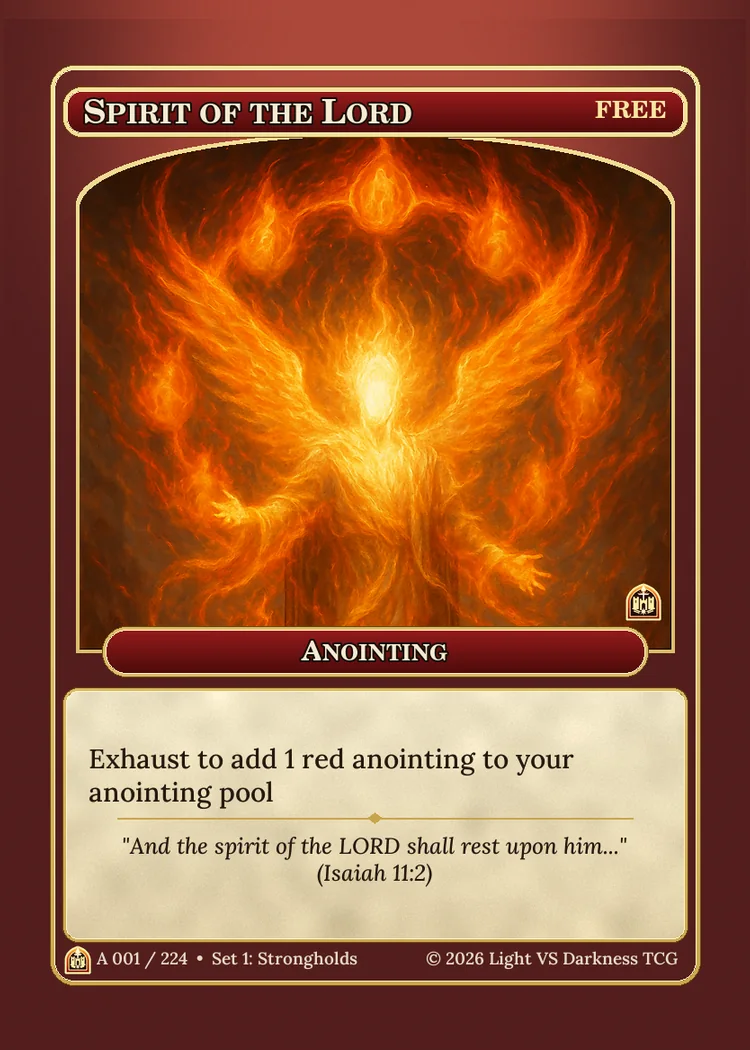 Spirit of the Lord
FREE
Anointing
Exhaust to add 1 red anointing to your
anointing pool
"And the spirit of the LORD shall rest upon him..."
(Isaiah 11:2)
A 001 / 224 • Set 1: Strongholds
© 2026 Light VS Darkness TCG